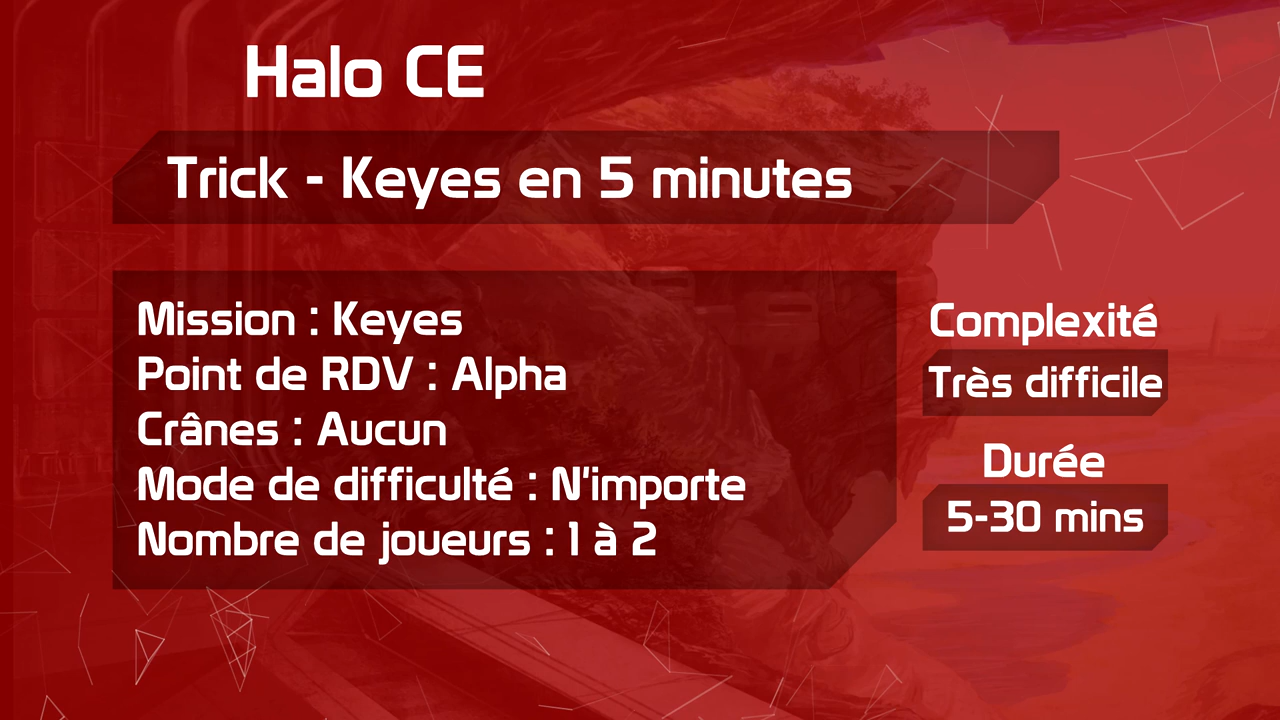 Halo CE
Trick - Keyes en 5 minutes
Mission : Keyes
Point de RDV : Alpha
Crânes : Aucun
Mode de difficulté : N'importe
Nombre de joueurs : 1 à 2
Complexité
Très difficile
Durée
5-30 mins